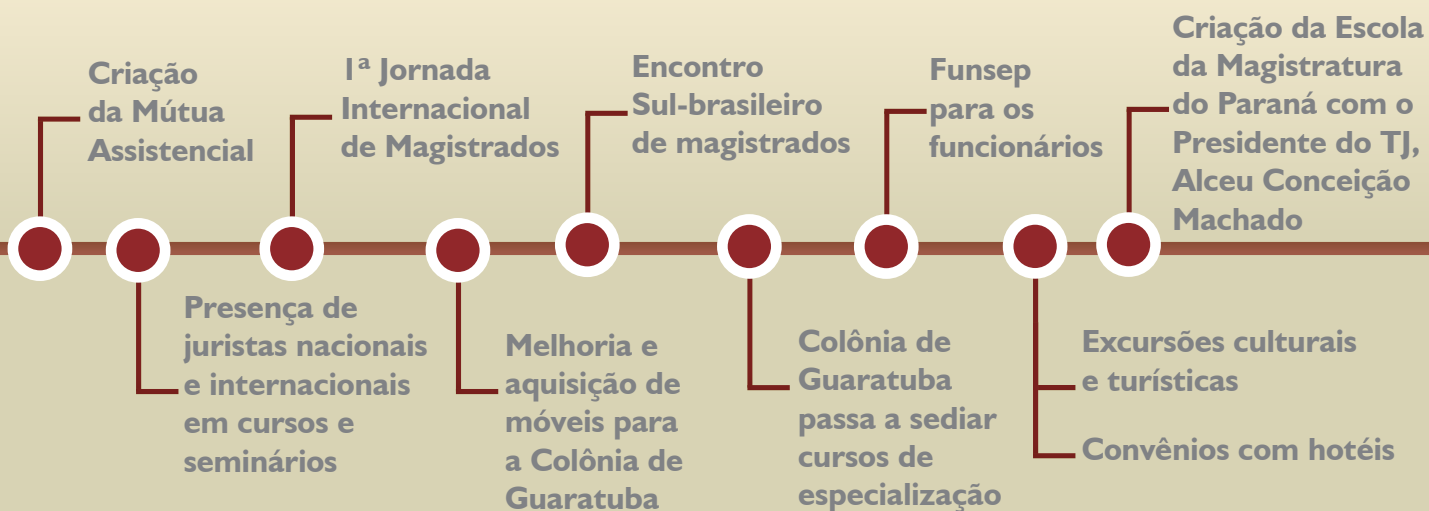 Criação
da Mútua
Assistencial
Presença de
juristas nacionais
e internacionais
em cursos e
seminários
1ª Jornada
Internacional
de Magistrados
Melhoria e
aquisição de
móveis para
a Colônia de
Guaratuba
Encontro
Sul-brasileiro
de magistrados
Colônia de
Guaratuba
passa a sediar
cursos de
especialização
Funsep
para os
funcionários
Excursões culturais
e turísticas
Convênios com hotéis
Criação da Escola
da Magistratura
do Paraná com o
Presidente do TJ,
Alceu Conceição
Machado